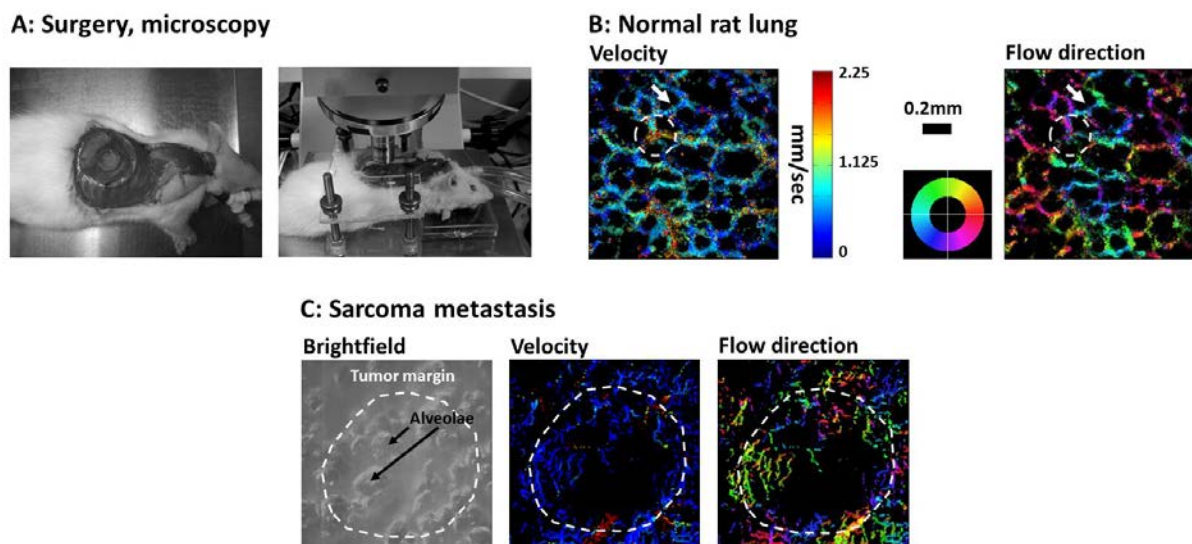 A: Surgery, microscopy
B: Normal rat lung
Velocity
Flow direction
2.25
1.125
0
mm/sec
0.2mm
C: Sarcoma metastasis
Brightfield
Velocity
Flow direction
Tumor margin
Alveolae